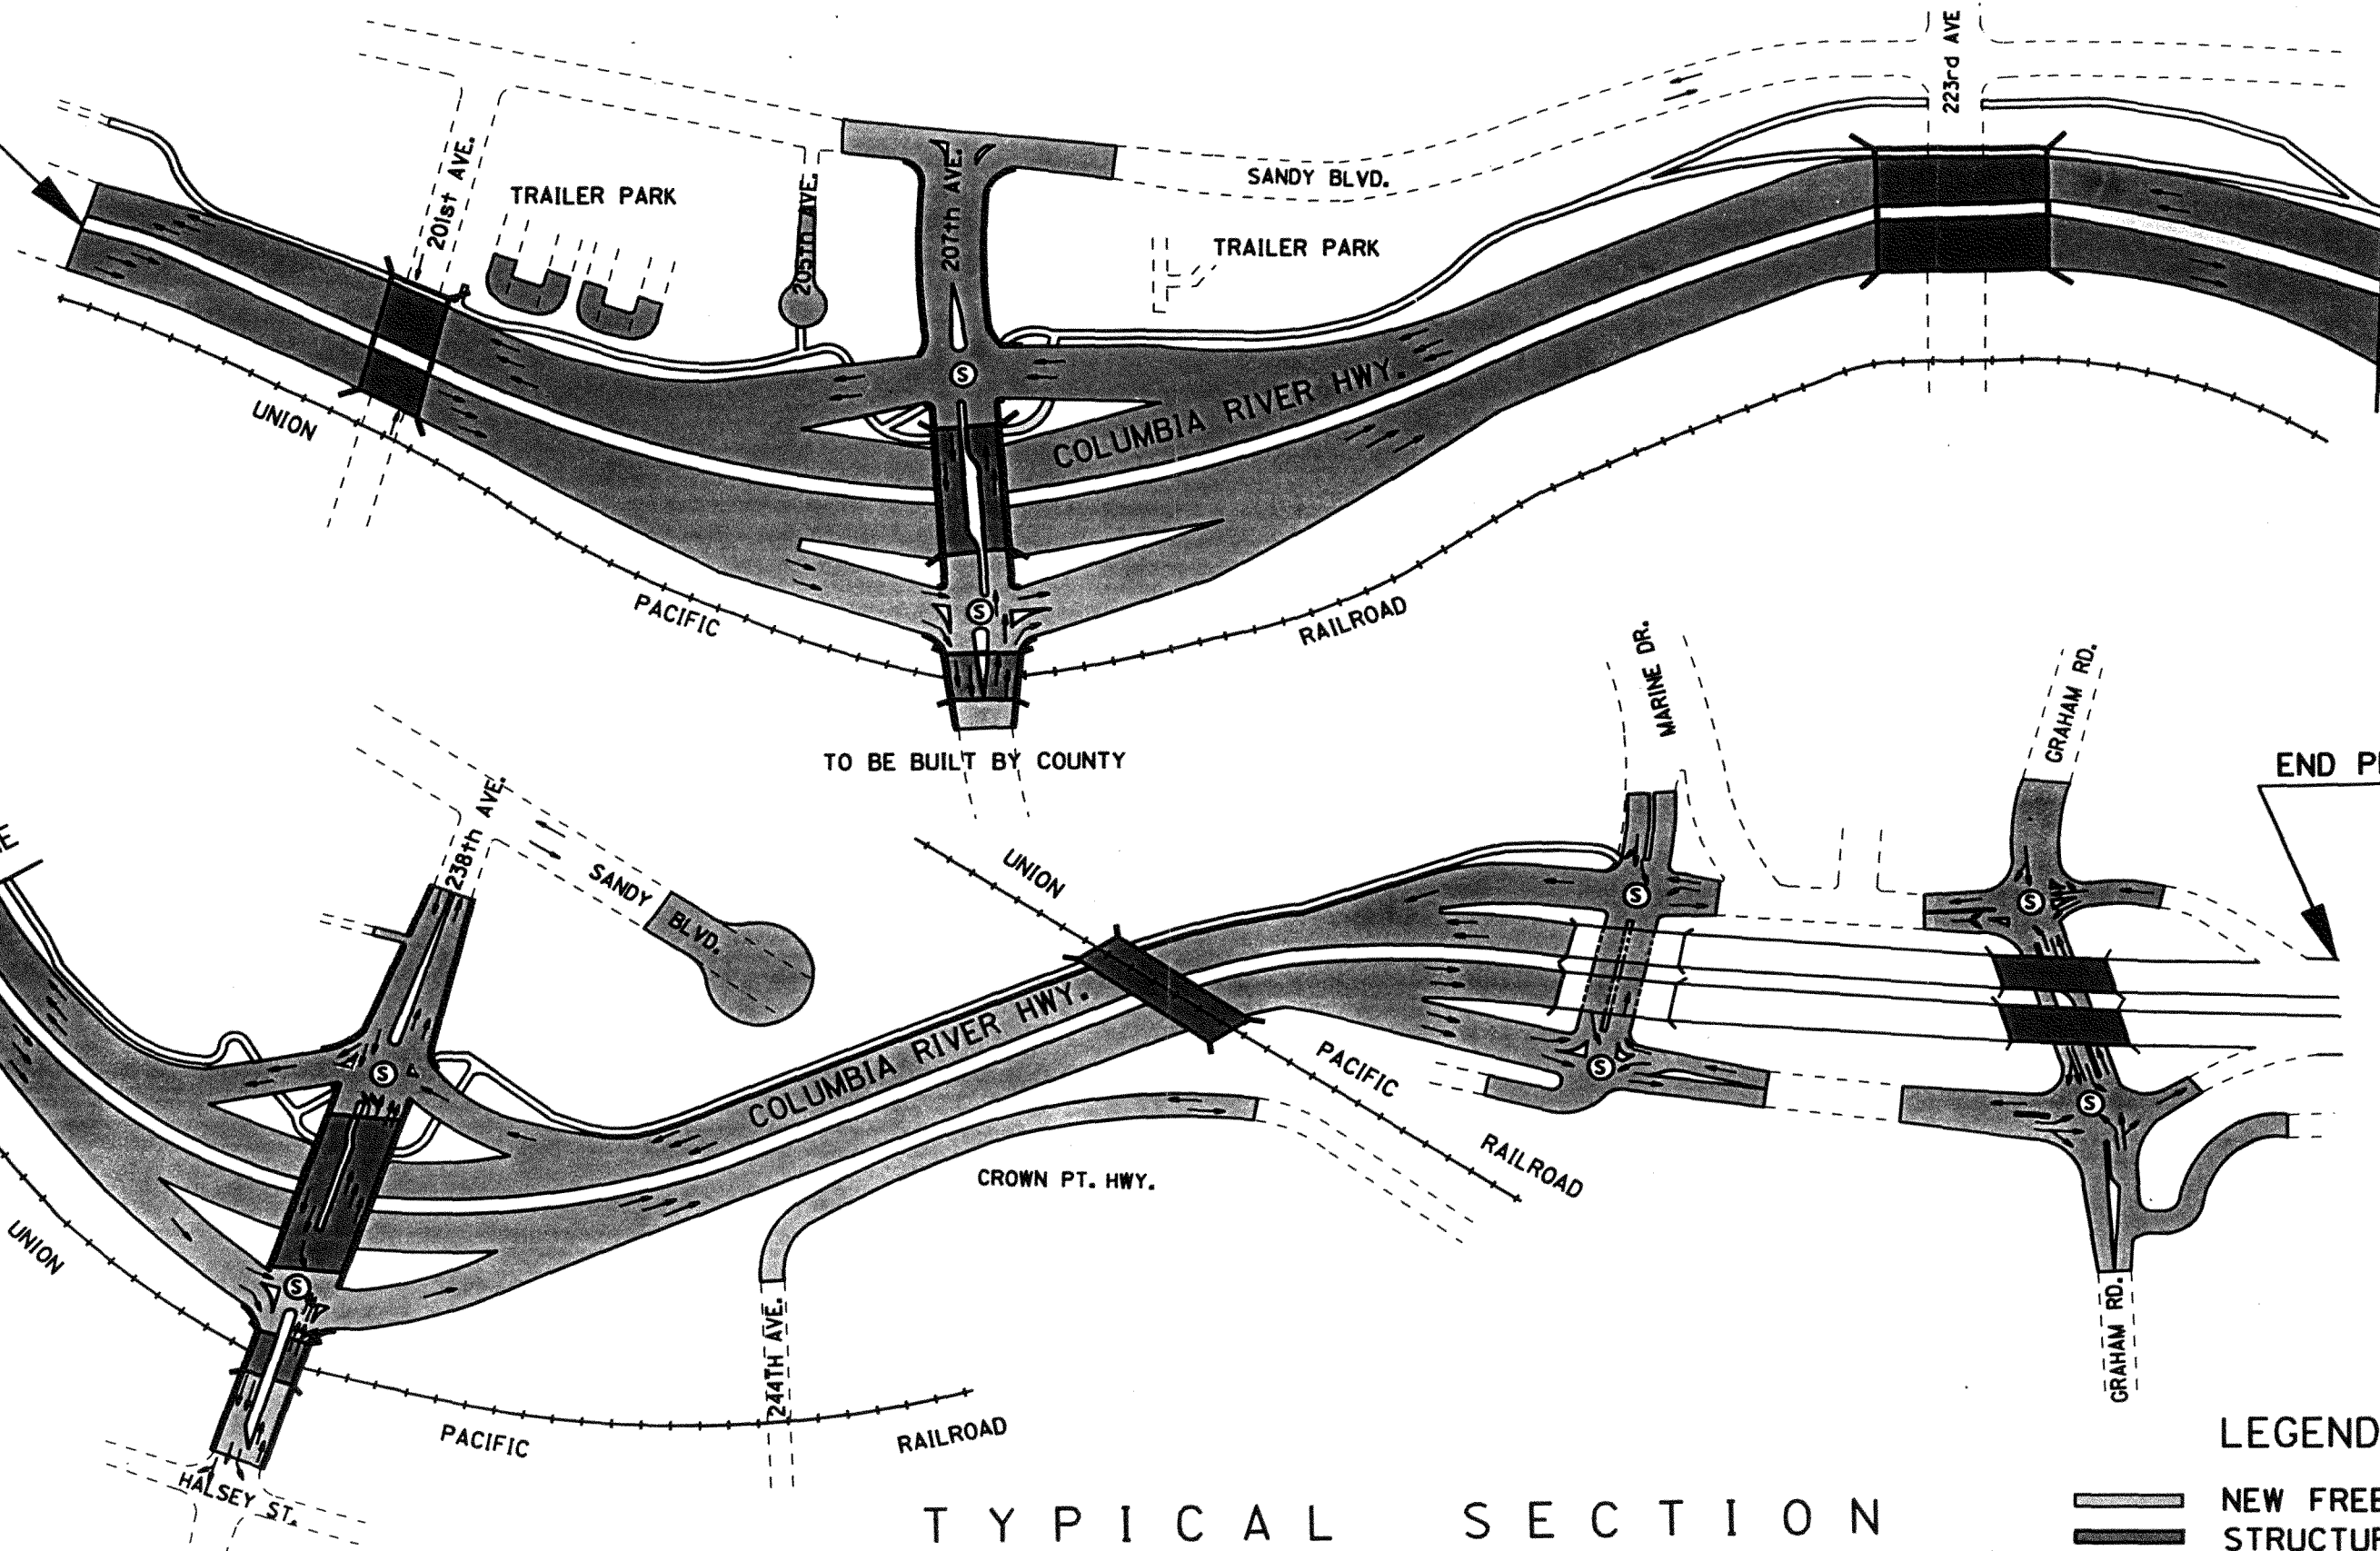 223rd AVE
201st AVE.
TRAILER PARK
205th AVE.
207th AVE.
SANDY BLVD.
TRAILER PARK
S
COLUMBIA RIVER HWY.
UNION
PACIFIC
S
RAILROAD
TO BE BUILT BY COUNTY
MARINE DR.
GRAHAM RD.
END
238th AVE.
SANDY BLVD.
UNION
S
S
COLUMBIA RIVER HWY.
S
PACIFIC
S
S
RAILROAD
CROWN PT. HWY.
UNION
S
244TH AVE.
GRAHAM RD.
PACIFIC
RAILROAD
HALSEY ST.
LEGEND
TYPICAL SECTION
NEW FREE
STRUCTU